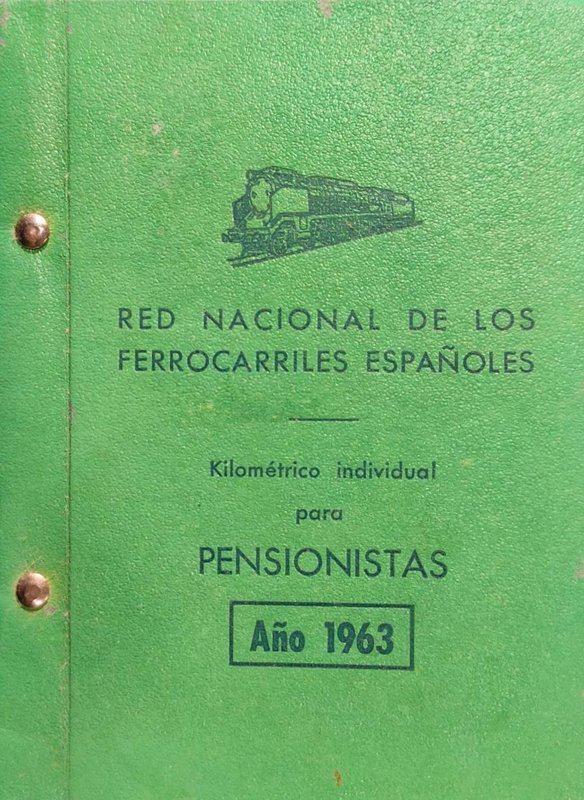 RED NACIONAL DE LOS
FERROCARRILES ESPAÑOLES
Kilométrico individual
para
PENSIONISTAS
Año 1963